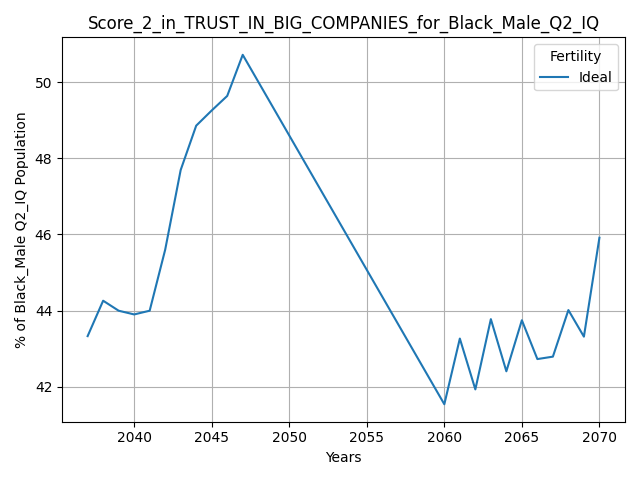 Score_2_in_TRUST_IN_BIG_COMPANIES_for_Black_Male_Q2_IQ
Fertility
Ideal
% of Black_Male Q2_IQ Population
50
48
46
44
42
2040 2045 2050 2055 2060 2065 2070
Years